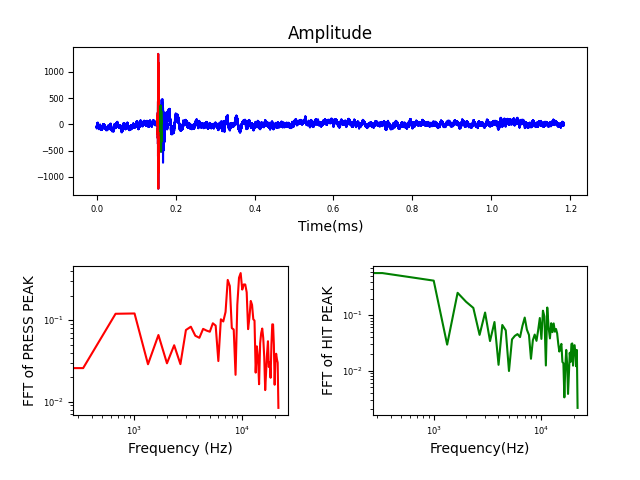 Amplitude
1000
500
0
−500
−1000
0.0 0.2 0.4 0.6 0.8 1.0 1.2
Time(ms)
FFT of PRESS PEAK
10⁻¹
10⁻²
10³ 10⁴
Frequency (Hz)
FFT of HIT PEAK
10⁻¹
10⁻²
10³ 10⁴
Frequency(Hz)